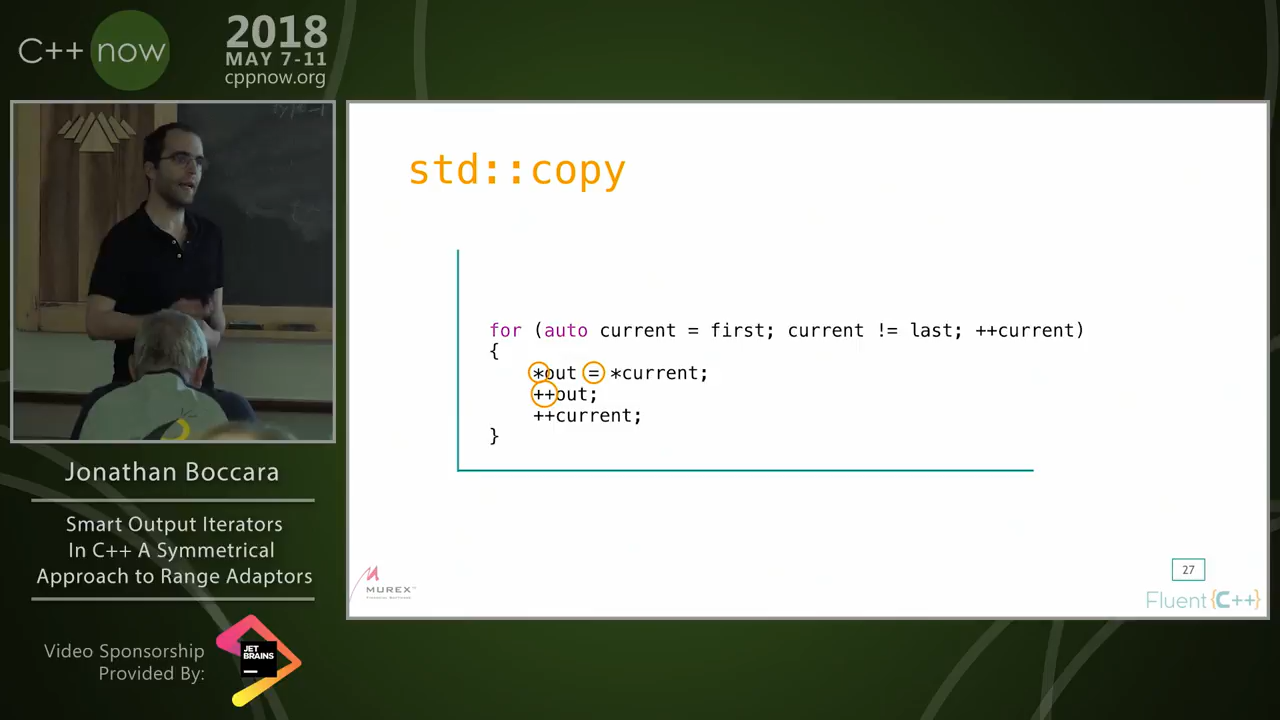 C++ now
2018
MAY 7-11
cppnow.org
std::copy
for (auto current = first; current != last; ++current)
{
*out = *current;
++out;
++current;
}
Jonathan Boccara
Smart Output Iterators
In C++ A Symmetrical
Approach to Range Adaptors
Video Sponsorship
Provided By:
JET
BRAINS
MUREX
27
Fluent {C++}